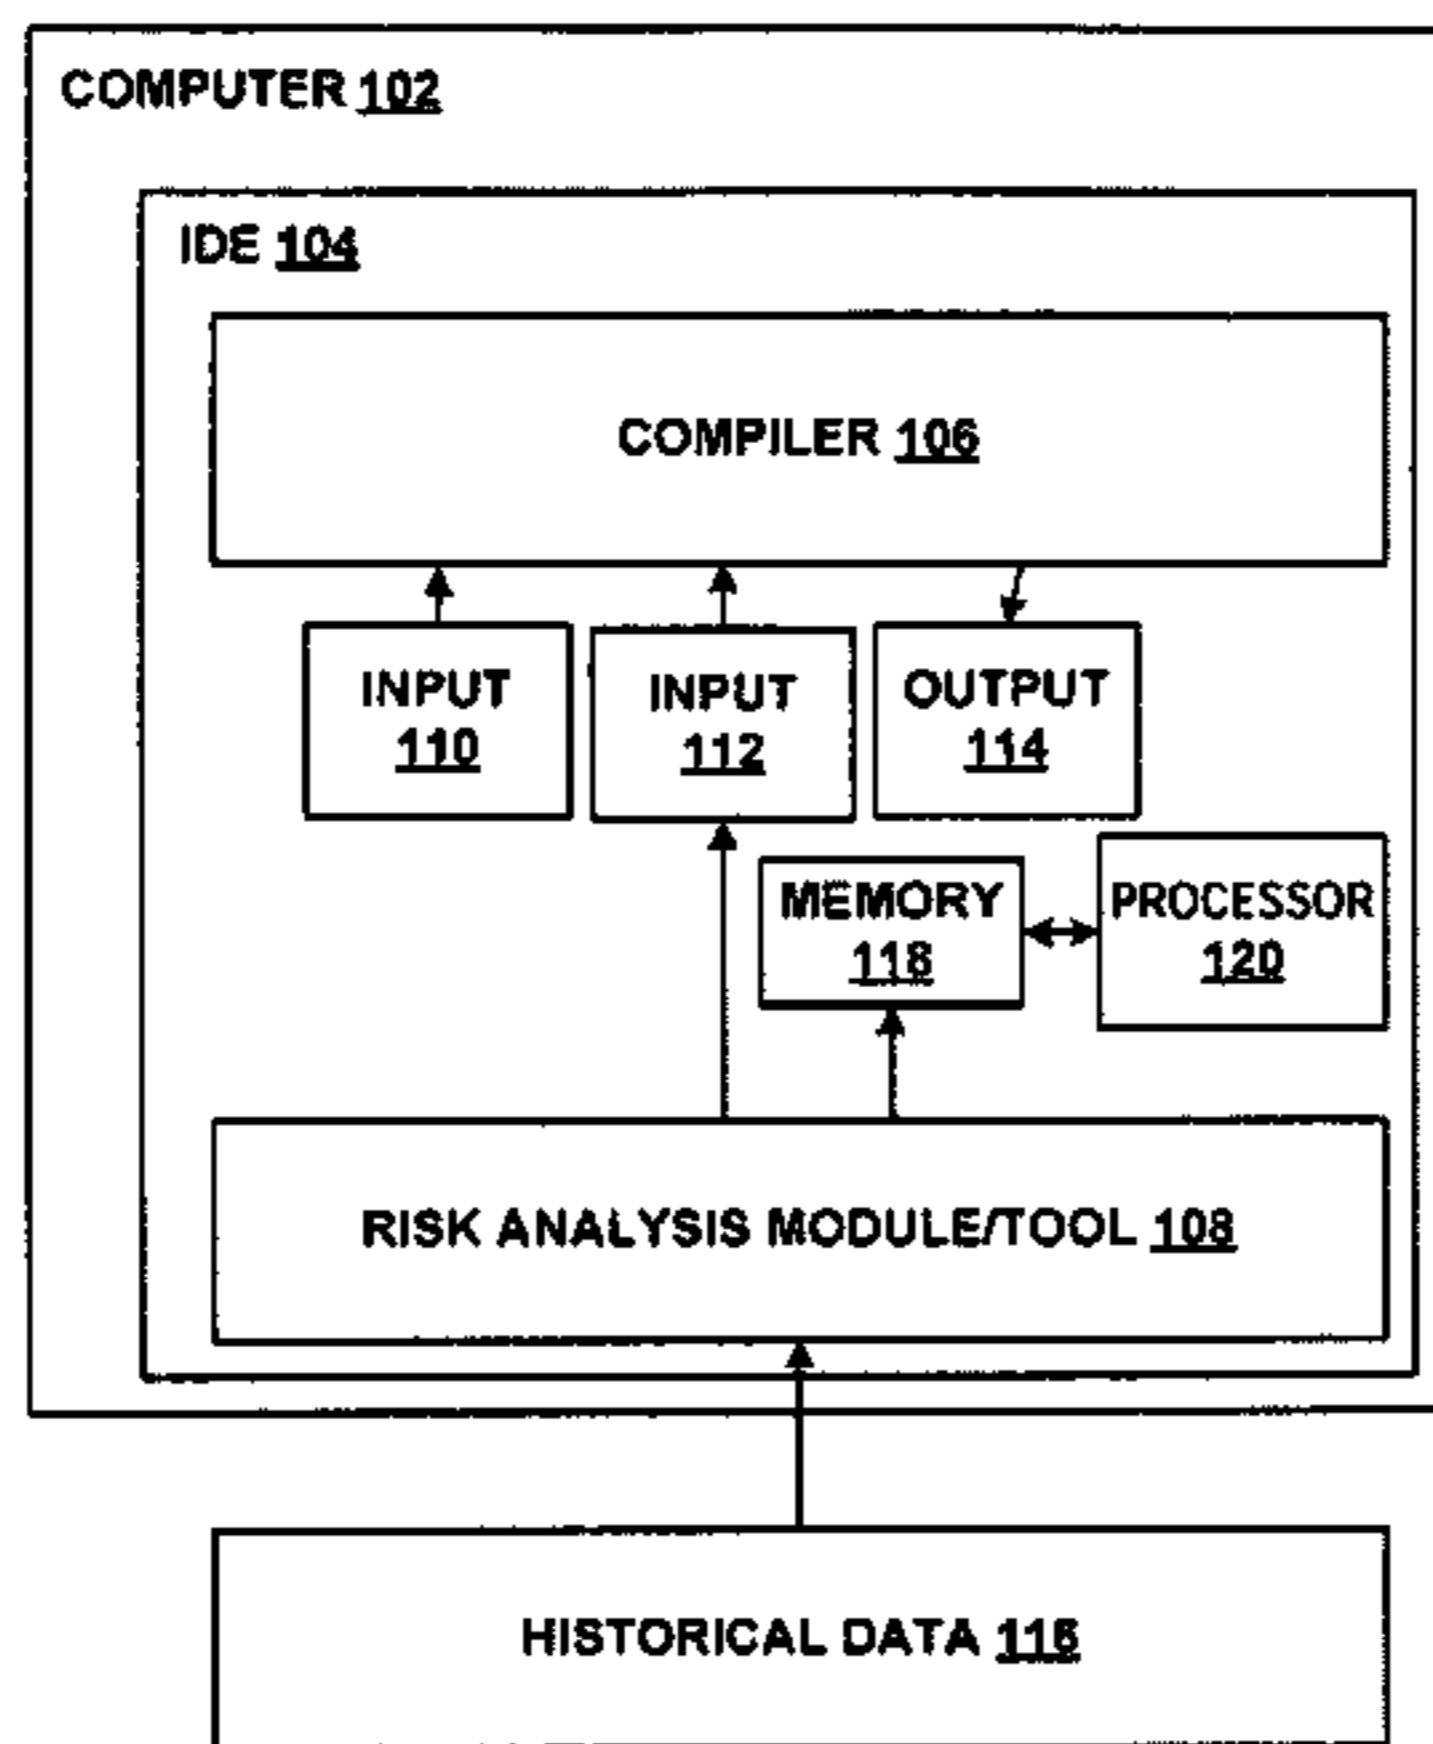 COMPUTER 102
IDE 104
COMPILER 106
INPUT
110
INPUT
112
OUTPUT
114
MEMORY
118
PROCESSOR
120
RISK ANALYSIS MODULE/TOOL 108
HISTORICAL DATA 116